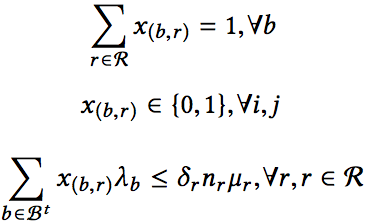 ∑_{r∈ℛ} x_{(b,r)} = 1, ∀b
x_{(b,r)} ∈ {0, 1}, ∀i, j
∑_{b∈ℬ^t} x_{(b,r)} λ_b ≤ δ_r n_r μ_r, ∀r, r ∈ ℛ